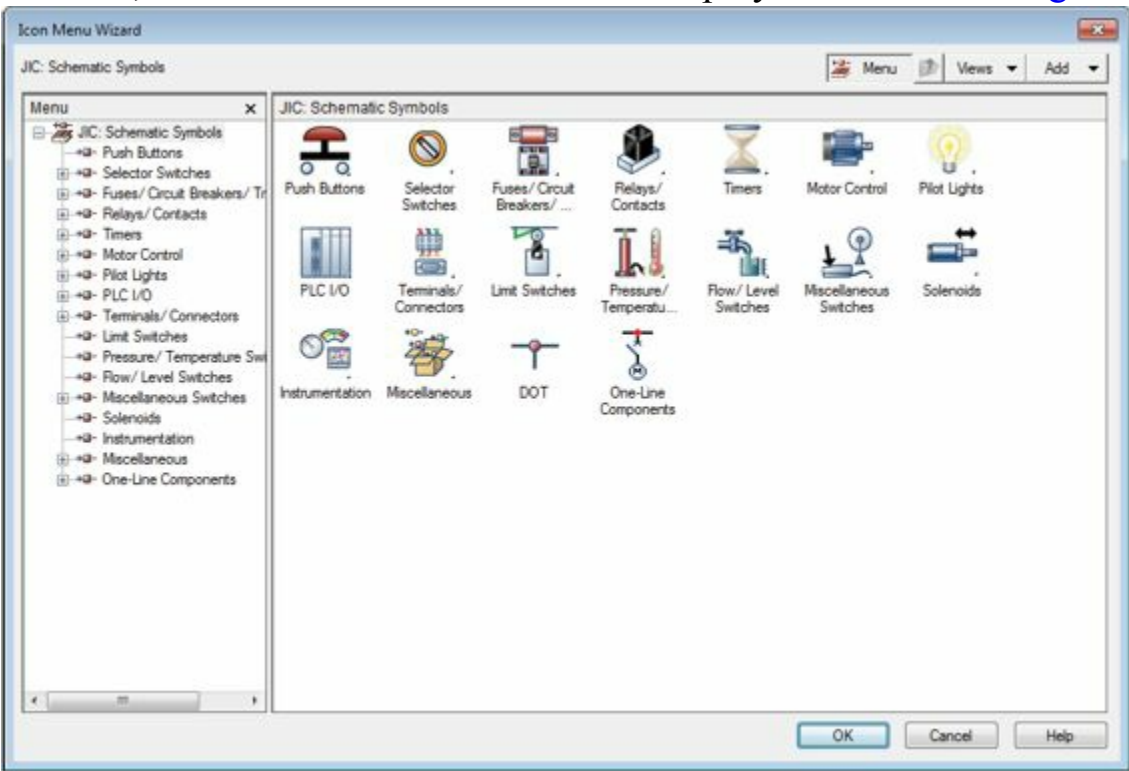 Icon Menu Wizard
JIC: Schematic Symbols
Menu
Views
Add
Menu
x
JIC: Schematic Symbols
Push Buttons
Selector Switches
Fuses/ Circuit Breakers/ Tr
Relays/ Contacts
Timers
Motor Control
Pilot Lights
PLC I/O
Terminals/ Connectors
Limit Switches
Pressure/ Temperature Swi
Flow/ Level Switches
Miscellaneous Switches
Solenoids
Instrumentation
Miscellaneous
One-Line Components
JIC: Schematic Symbols
Push Buttons
Selector
Switches
Fuses/ Circuit
Breakers/ ...
Relays/
Contacts
Timers
Motor Control
Pilot Lights
PLC I/O
Terminals/
Connectors
Limit Switches
Pressure/
Temperatu...
Flow/ Level
Switches
Miscellaneous
Switches
Solenoids
Instrumentation
Miscellaneous
DOT
One-Line
Components
OK
Cancel
Help